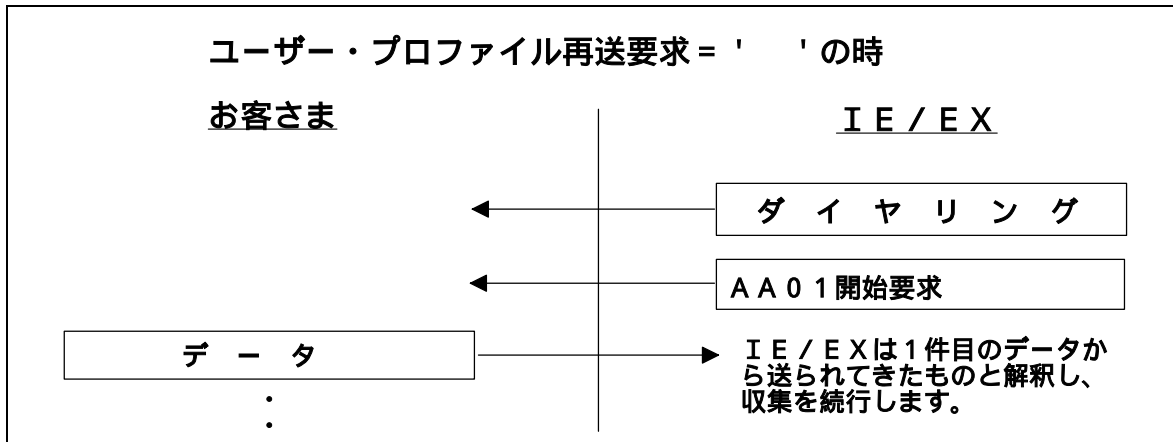 ユーザー・プロファイル再送要求＝'　'の時
お客さま
ＩＥ/ＥＸ
ダイヤリング
ＡＡ０１開始要求
データ
ＩＥ/ＥＸは１件目のデータか
ら送られてきたものと解釈し、
収集を続行します。
・
・